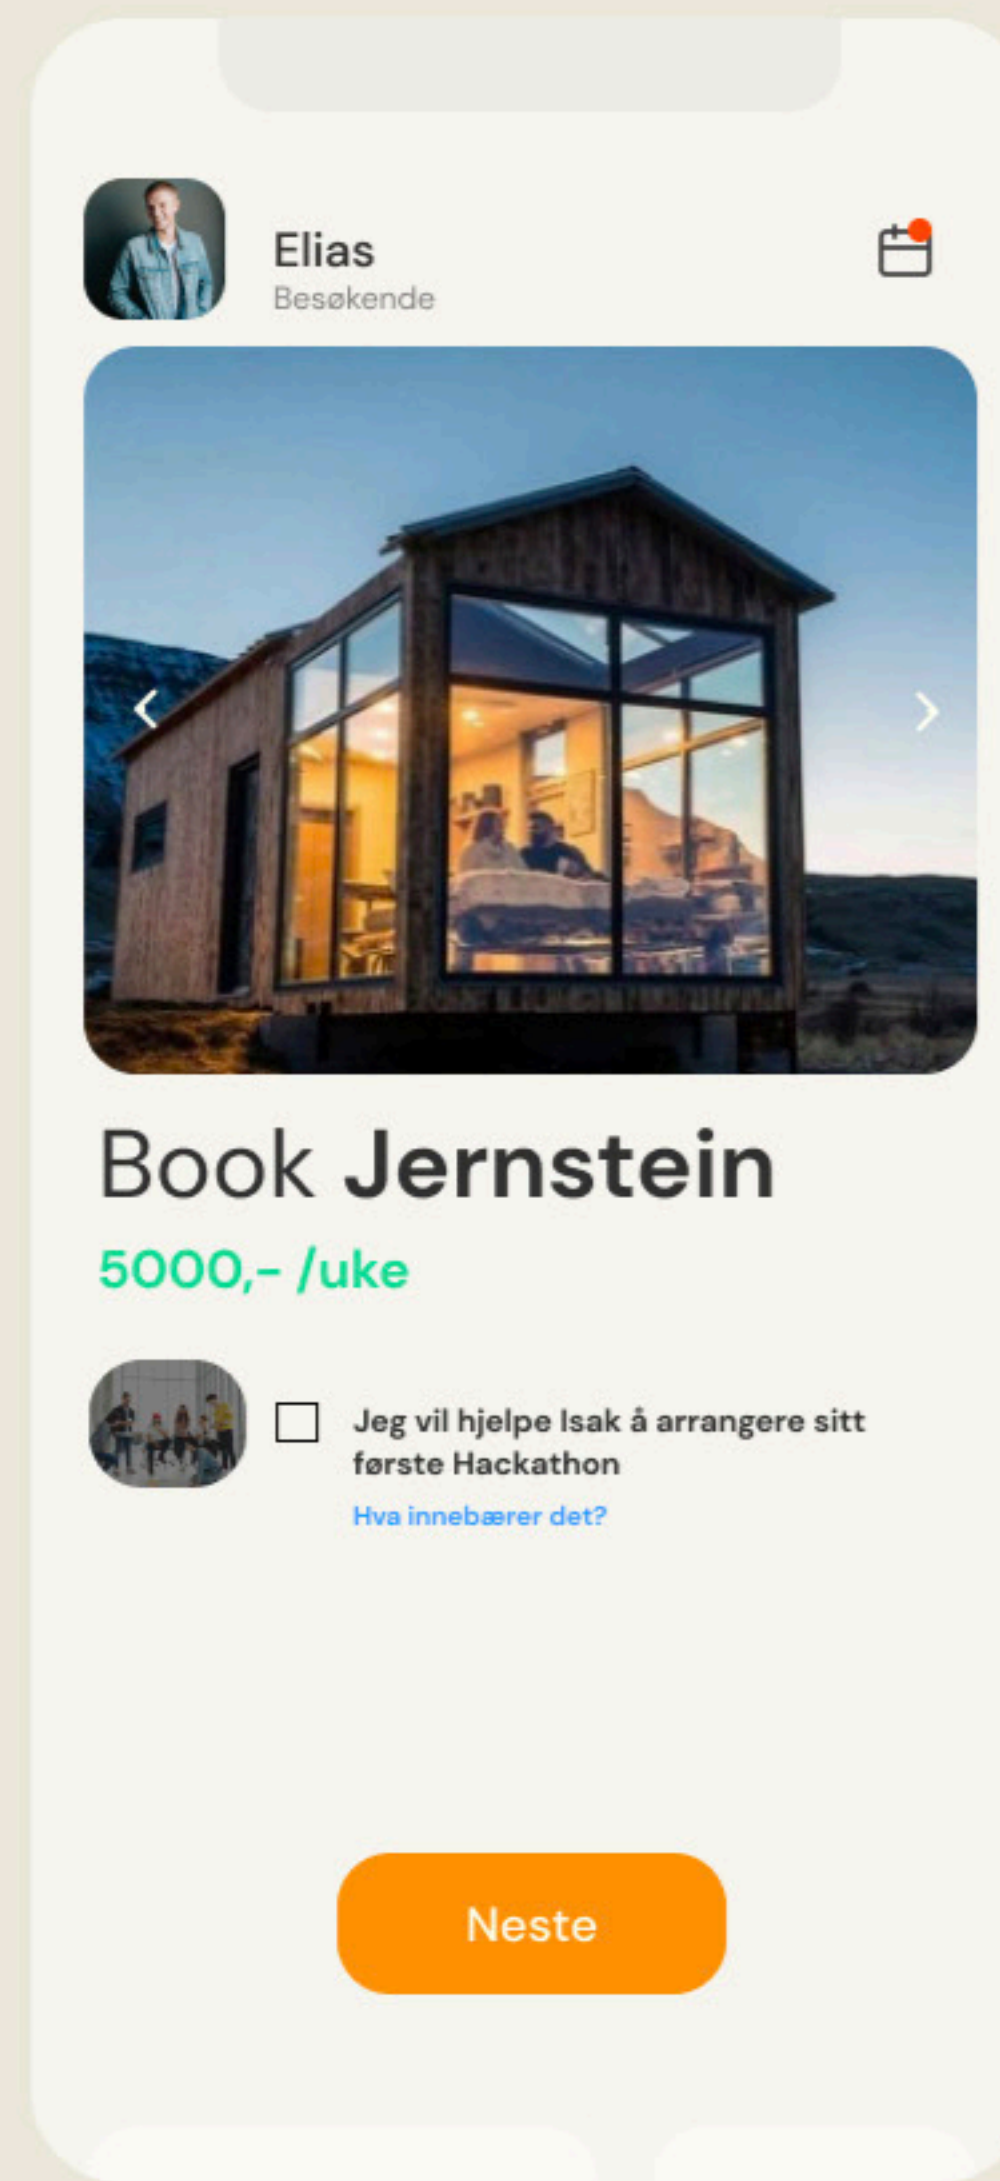 Elias
Besøkende
Book Jernstein
5000,- /uke
Jeg vil hjelpe Isak å arrangere sitt
første Hackathon
Hva innebærer det?
Neste